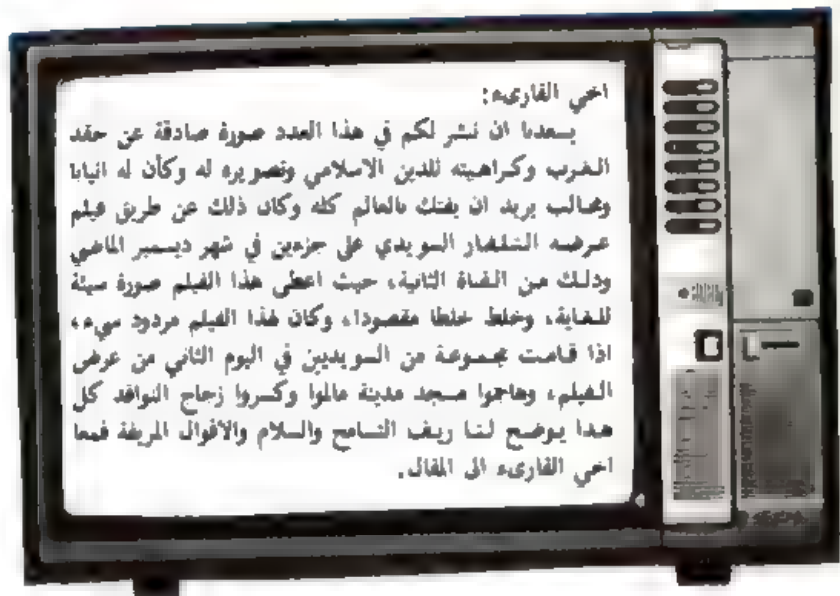 اخي القارىء:
يسعدنا ان ننشر لكم في هذا العدد صورة صادقة عن حقد
الغرب وكراهيته للدين الاسلامي وتصويره له وكأن له انيابا
ومخالب يريد ان يفتك بالعالم كله وكان ذلك عن طريق فيلم
عرضه التلفاز السويدي على جزءين في شهر ديسمبر الماضي
وذلك من القناة الثانية، حيث اعطى هذا الفيلم صورة سيئة
للغاية، وخلط خلطا مقصودا، وكان لهذا الفيلم مردود سيء،
اذا قامت مجموعة من السويديين في اليوم الثاني من عرض
الفيلم، وهاجموا مسجد مدينة مالموا وكسروا زجاج النوافذ كل
هذا يوضح لنا زيف التسامح والسلام والاقوال المزيفة فمعا
اخي القارىء الى المقال.